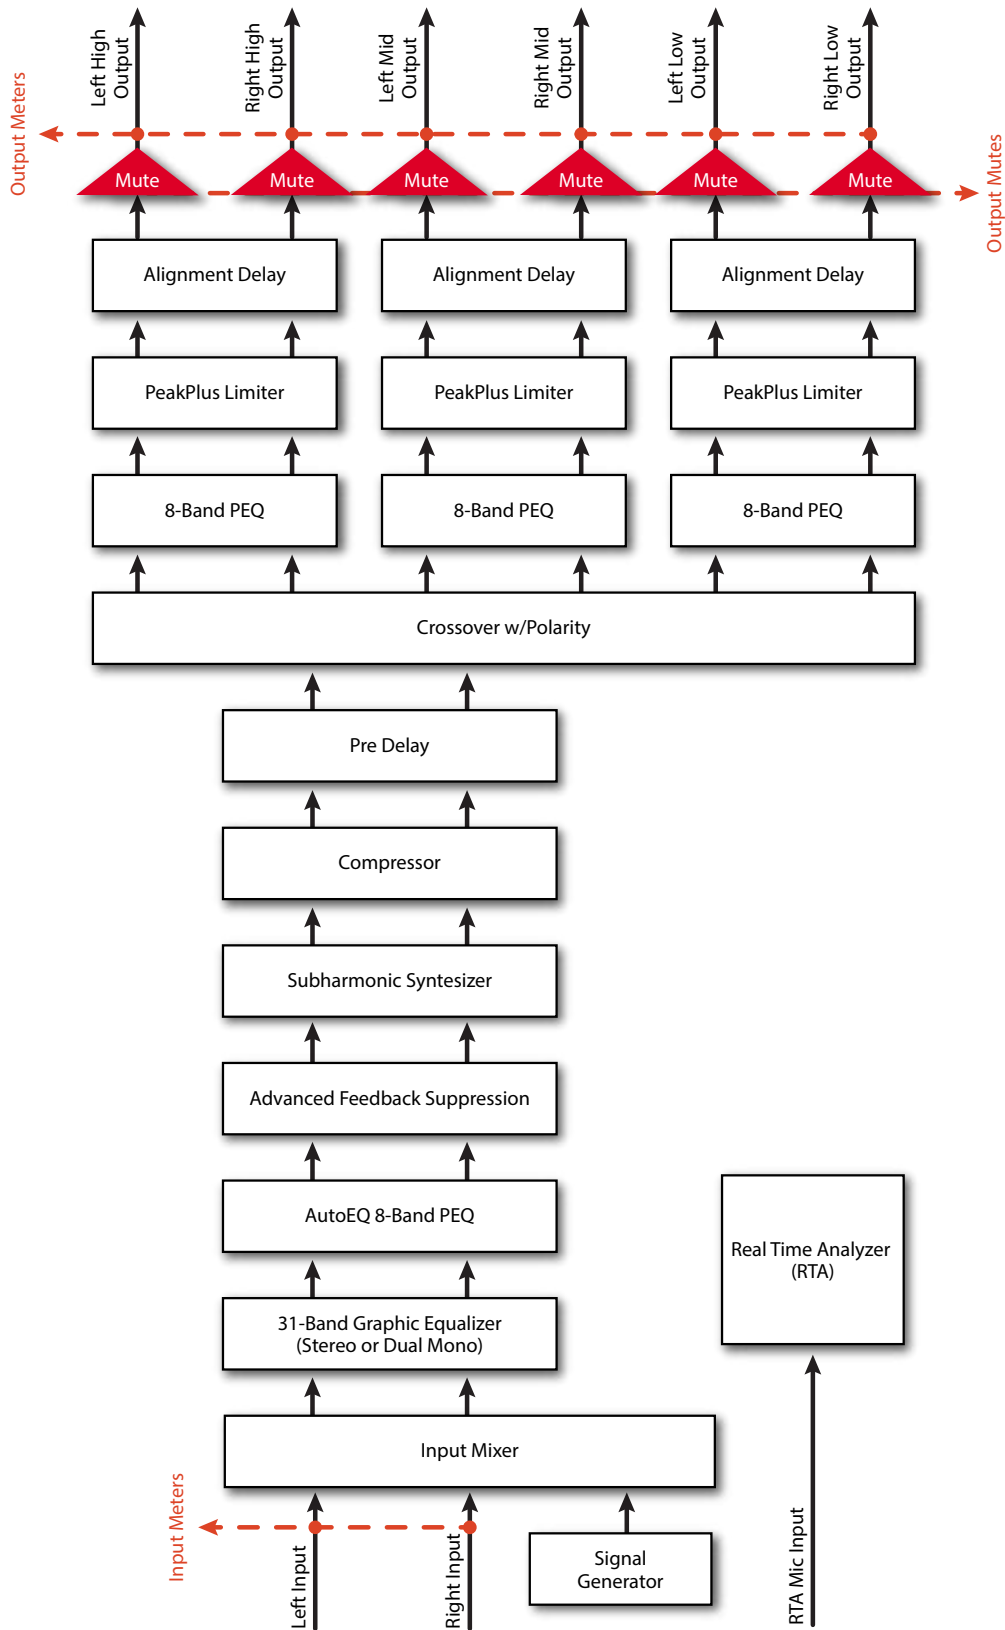 Left High
Output
Right High
Output
Left Mid
Output
Right Mid
Output
Left Low
Output
Right Low
Output
Output Meters
Output Mutes
Mute
Mute
Mute
Mute
Mute
Mute
Alignment Delay
Alignment Delay
Alignment Delay
PeakPlus Limiter
PeakPlus Limiter
PeakPlus Limiter
8-Band PEQ
8-Band PEQ
8-Band PEQ
Crossover w/Polarity
Pre Delay
Compressor
Subharmonic Syntesizer
Advanced Feedback Suppression
AutoEQ 8-Band PEQ
Real Time Analyzer
(RTA)
31-Band Graphic Equalizer
(Stereo or Dual Mono)
Input Mixer
Input Meters
Left Input
Right Input
Signal
Generator
RTA Mic Input